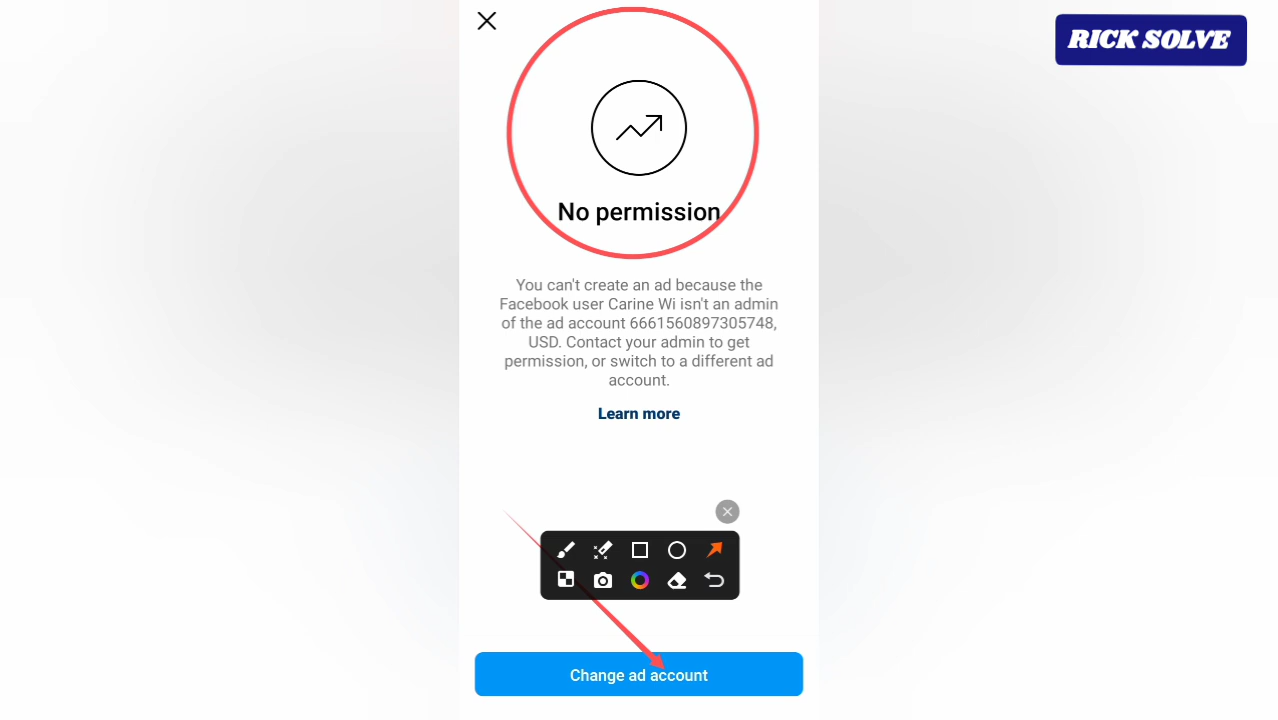 RICK SOLVE
No permission
You can't create an ad because the
Facebook user Carine Wi isn't an admin
of the ad account 6661560897305748,
USD. Contact your admin to get
permission, or switch to a different ad
account.
Learn more
Change ad account